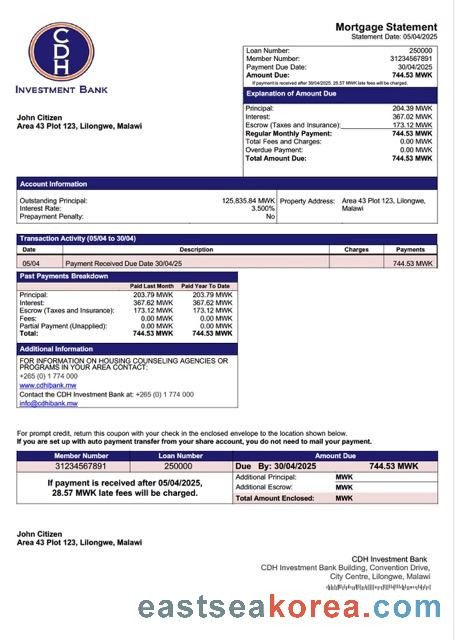 CDH
INVESTMENT BANK
Mortgage Statement
Statement Date: 05/04/2025
Loan Number: 250000
Member Number: 31234567891
Payment Due Date: 30/04/2025
Amount Due: 744.53 MWK
If payment is received after 30/04/2025, 28.57 MWK late fees will be charged.
Explanation of Amount Due
Principal: 204.39 MWK
Interest: 367.02 MWK
Escrow (Taxes and Insurance): 173.12 MWK
Regular Monthly Payment: 744.53 MWK
Total Fees and Charges: 0.00 MWK
Overdue Payment: 0.00 MWK
Total Amount Due: 744.53 MWK
John Citizen
Area 43 Plot 123, Lilongwe, Malawi
Account Information
Outstanding Principal: 125,835.84 MWK
Interest Rate: 3.500%
Prepayment Penalty: No
Property Address: Area 43 Plot 123, Lilongwe,
Malawi
Transaction Activity (05/04 to 30/04)
Date Description Charges Payments
05/04 Payment Received Due Date 30/04/25 744.53 MWK
Past Payments Breakdown
Paid Last Month Paid Year To Date
Principal: 203.79 MWK 203.79 MWK
Interest: 367.62 MWK 367.62 MWK
Escrow (Taxes and Insurance): 173.12 MWK 173.12 MWK
Fees: 0.00 MWK 0.00 MWK
Partial Payment (Unapplied): 0.00 MWK 0.00 MWK
Total: 744.53 MWK 744.53 MWK
Additional Information
FOR INFORMATION ON HOUSING COUNSELING AGENCIES OR
PROGRAMS IN YOUR AREA CONTACT:
+265 (0) 1 774 000
www.cdhibank.mw
Contact the CDH Investment Bank at: +265 (0) 1 774 000
info@cdhibank.mw
For prompt credit, return this coupon with your check in the enclosed envelope to the location shown below.
If you are set up with auto payment transfer from your share account, you do not need to mail your payment.
Member Number Loan Number Amount Due
31234567891 250000 Due By: 30/04/2025 744.53 MWK
If payment is received after 05/04/2025,
28.57 MWK late fees will be charged.
Additional Principal: MWK
Additional Escrow: MWK
Total Amount Enclosed: MWK
John Citizen
Area 43 Plot 123, Lilongwe, Malawi
CDH Investment Bank
CDH Investment Bank Building, Convention Drive,
City Centre, Lilongwe, Malawi
eastseakorea.com